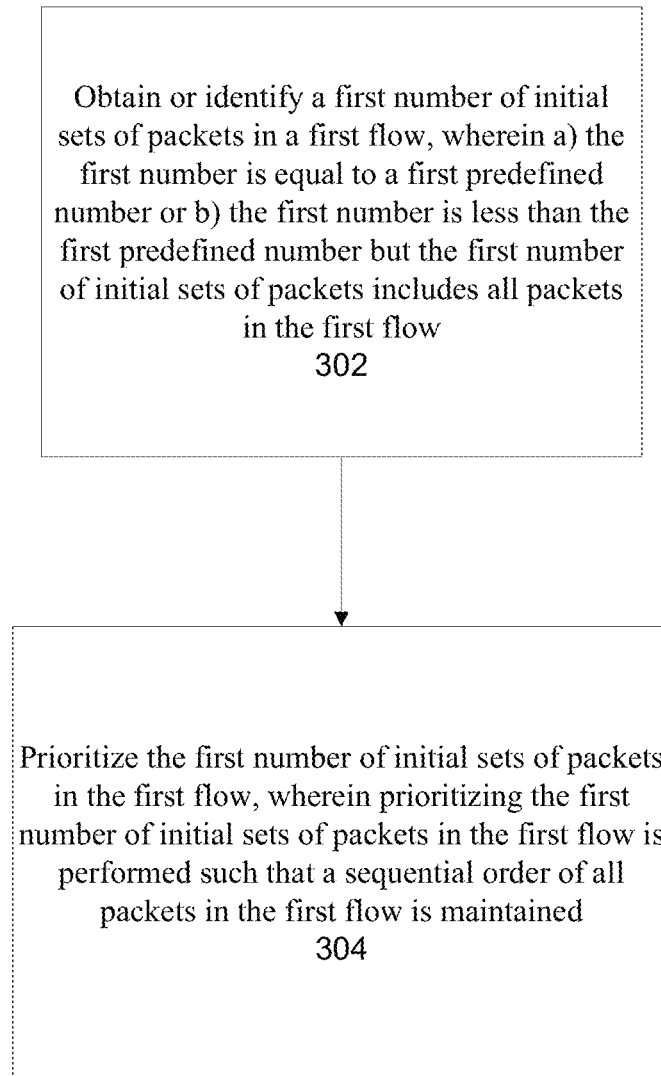 Obtain or identify a first number of initial
sets of packets in a first flow, wherein a) the
first number is equal to a first predefined
number or b) the first number is less than the
first predefined number but the first number
of initial sets of packets includes all packets
in the first flow
302
Prioritize the first number of initial sets of packets
in the first flow, wherein prioritizing the first
number of initial sets of packets in the first flow is
performed such that a sequential order of all
packets in the first flow is maintained
304